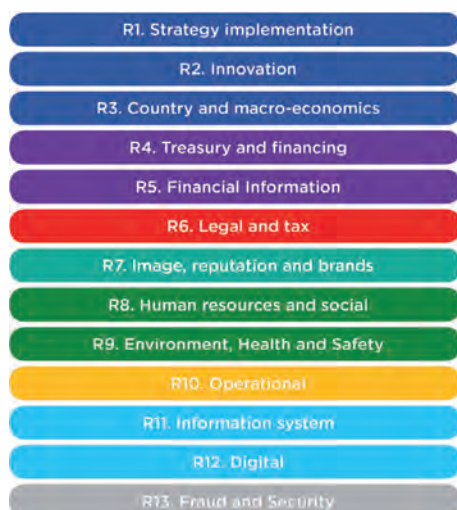 R1. Strategy implementation
R2. Innovation
R3. Country and macro-economics
R4. Treasury and financing
R5. Financial Information
R6. Legal and tax
R7. Image, reputation and brands
R8. Human resources and social
R9. Environment, Health and Safety
R10. Operational
R11. Information system
R12. Digital
R13. Fraud and Security